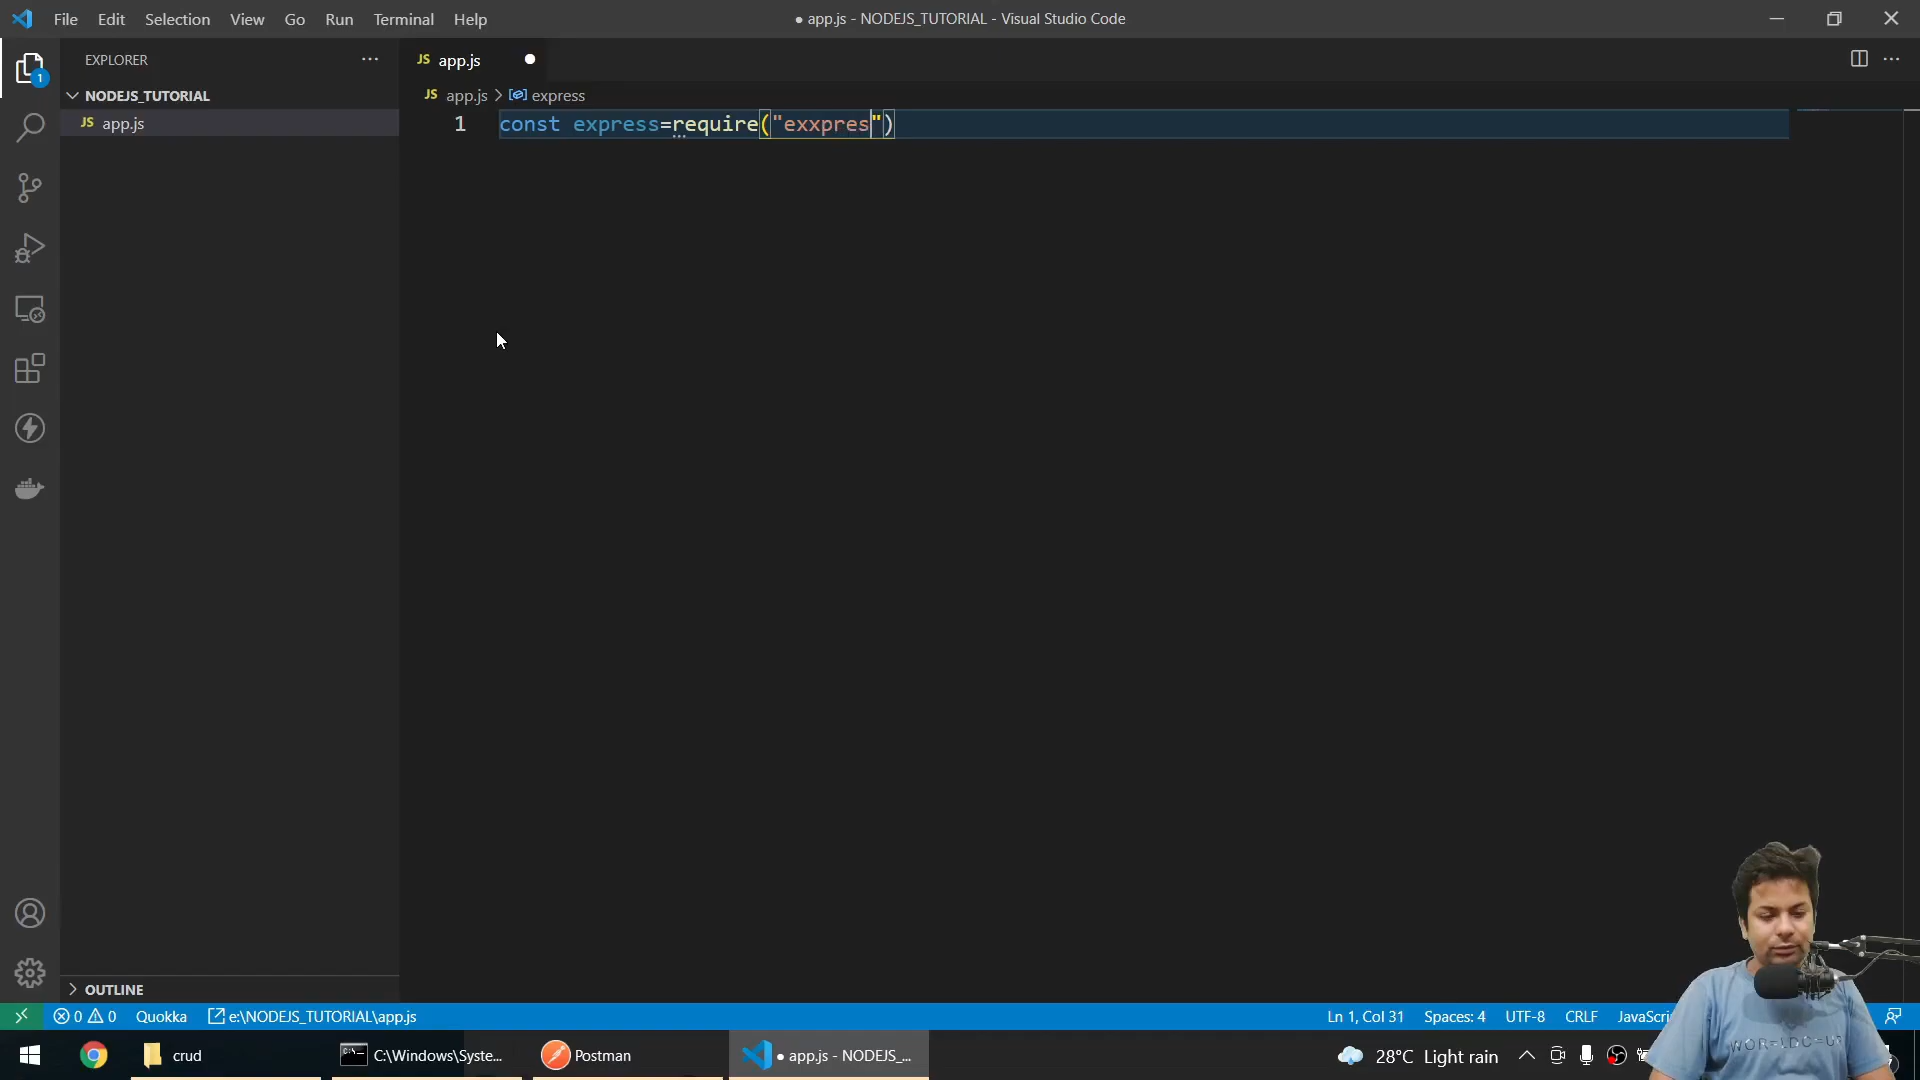 File Edit Selection View Go Run Terminal Help
● app.js - NODEJS_TUTORIAL - Visual Studio Code
EXPLORER
JS app.js
1
NODEJS_TUTORIAL
JS app.js > express
JS app.js
1 const express=require("exxpres")
OUTLINE
0 0 Quokka e:\NODEJS_TUTORIAL\app.js
Ln 1, Col 31 Spaces: 4 UTF-8 CRLF
crud
C:\Windows\Syste...
Postman
● app.js - NODEJS_...
28°C Light rain